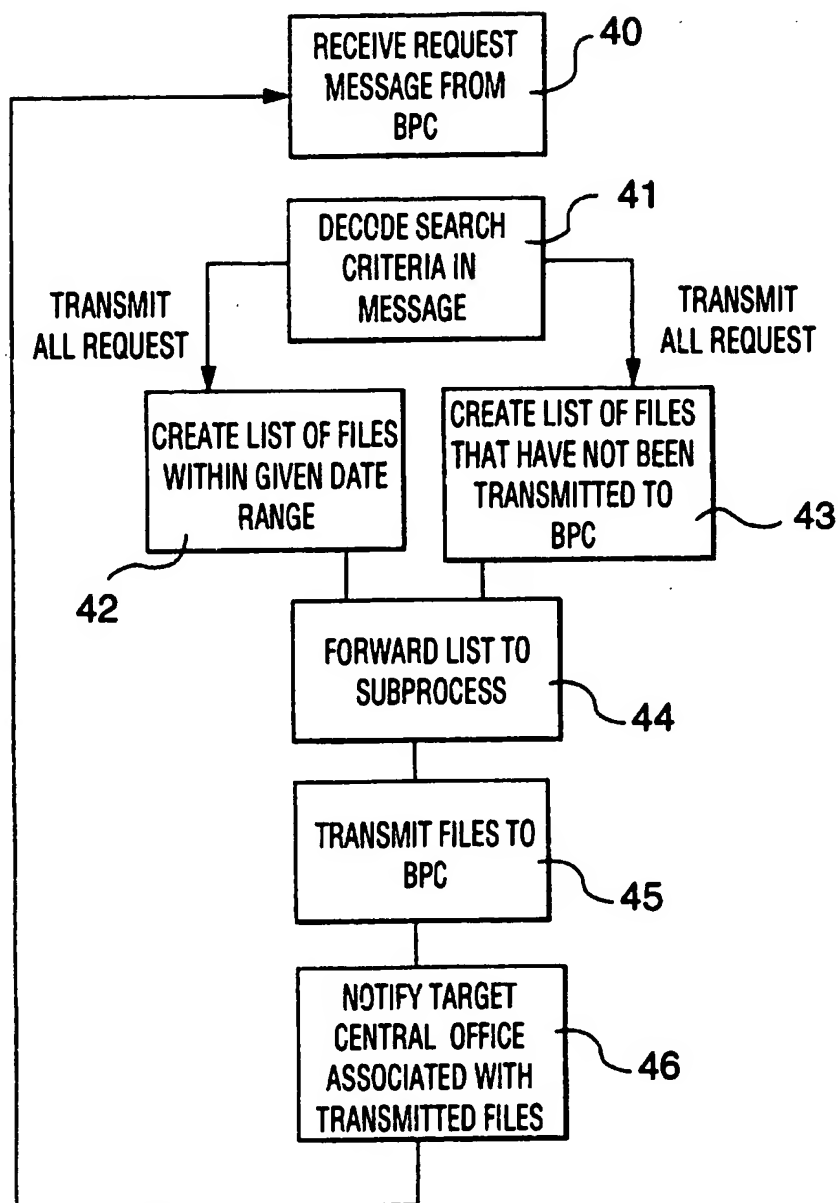 RECEIVE REQUEST
MESSAGE FROM
BPC
40
DECODE SEARCH
CRITERIA IN
MESSAGE
41
TRANSMIT
ALL REQUEST
TRANSMIT
ALL REQUEST
CREATE LIST OF FILES
WITHIN GIVEN DATE
RANGE
42
CREATE LIST OF FILES
THAT HAVE NOT BEEN
TRANSMITTED TO
BPC
43
FORWARD LIST TO
SUBPROCESS
44
TRANSMIT FILES TO
BPC
45
NOTIFY TARGET
CENTRAL OFFICE
ASSOCIATED WITH
TRANSMITTED FILES
46